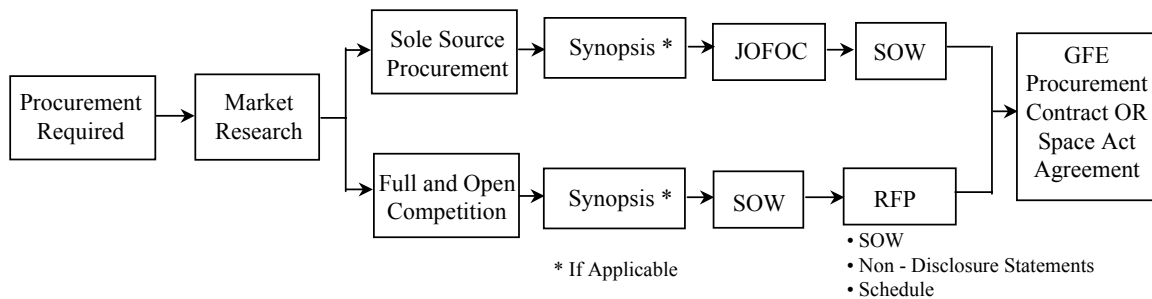 Procurement
Required
Market
Research
Sole Source
Procurement
Synopsis *
JOFOC
SOW
Full and Open
Competition
Synopsis *
SOW
RFP
• SOW
• Non - Disclosure Statements
• Schedule
* If Applicable
GFE
Procurement
Contract OR
Space Act
Agreement